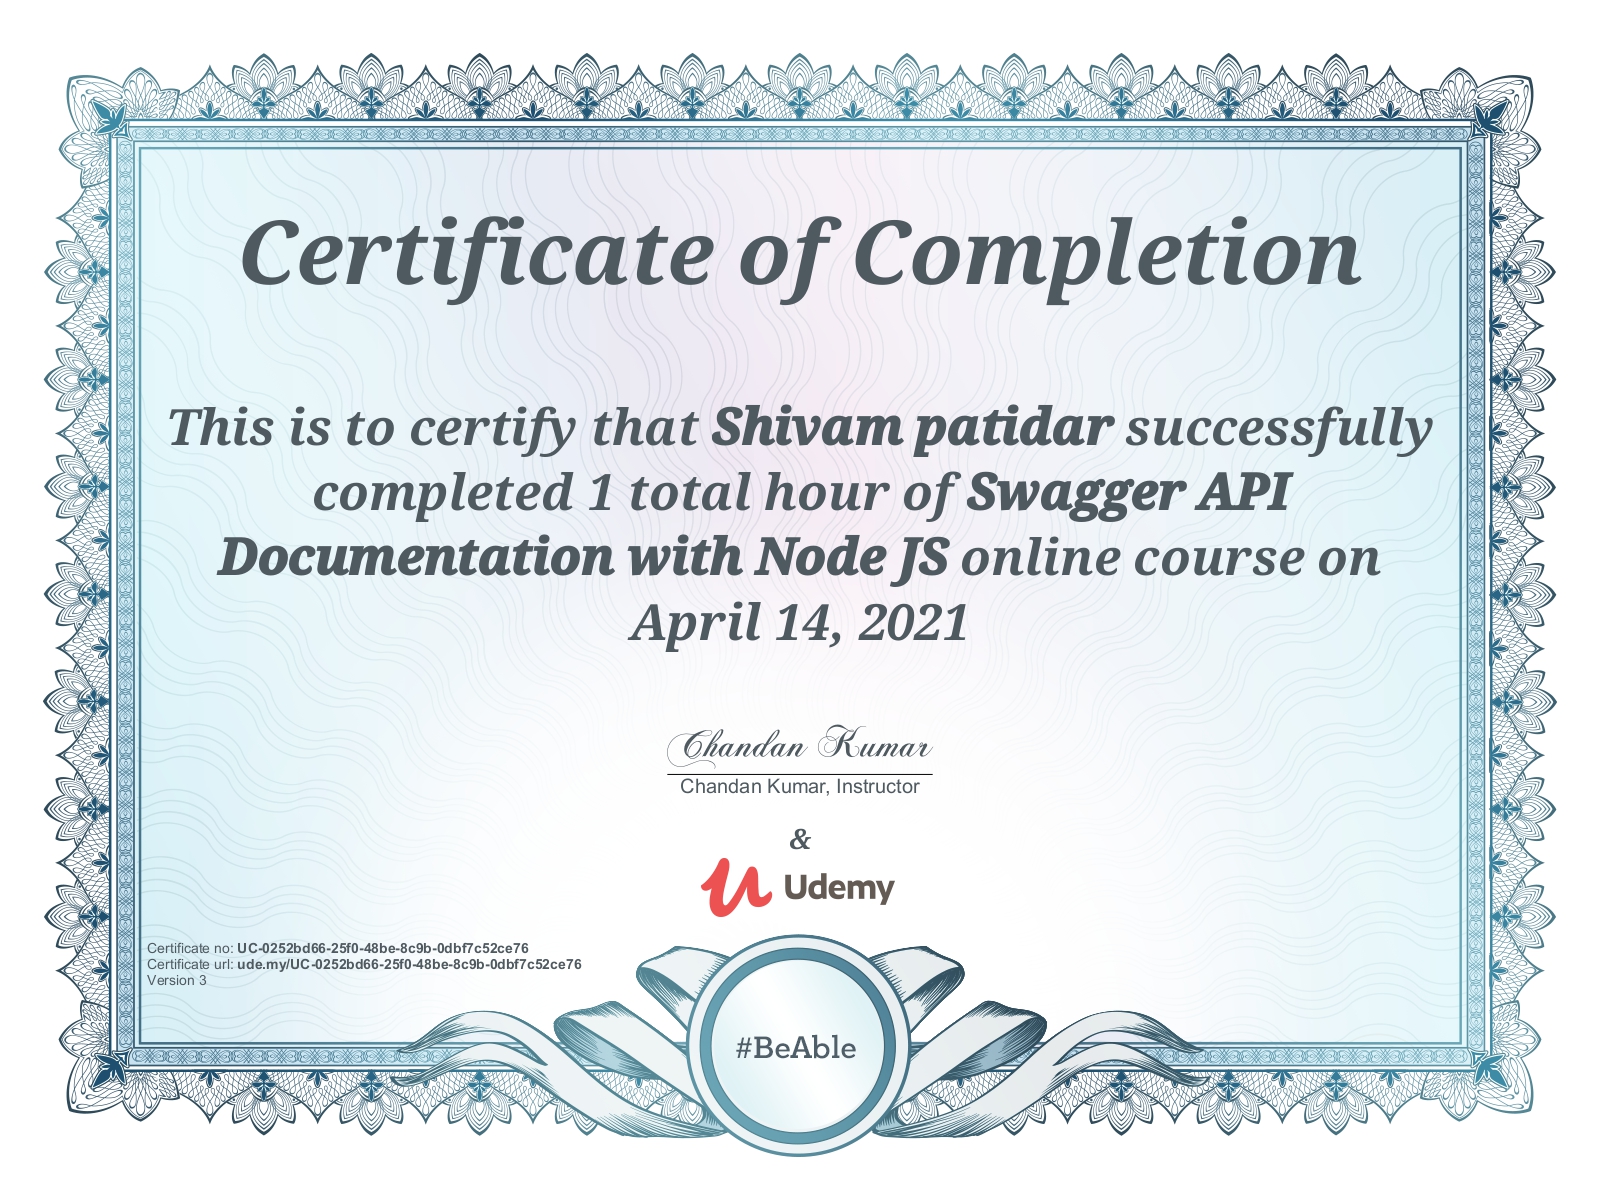 Certificate of Completion
This is to certify that Shivam patidar successfully
completed 1 total hour of Swagger API
Documentation with Node JS online course on
April 14, 2021
Chandan Kumar
Chandan Kumar, Instructor
&
Udemy
Certificate no: UC-0252bd66-25f0-48be-8c9b-0dbf7c52ce76
Certificate url: ude.my/UC-0252bd66-25f0-48be-8c9b-0dbf7c52ce76
Version 3
#BeAble